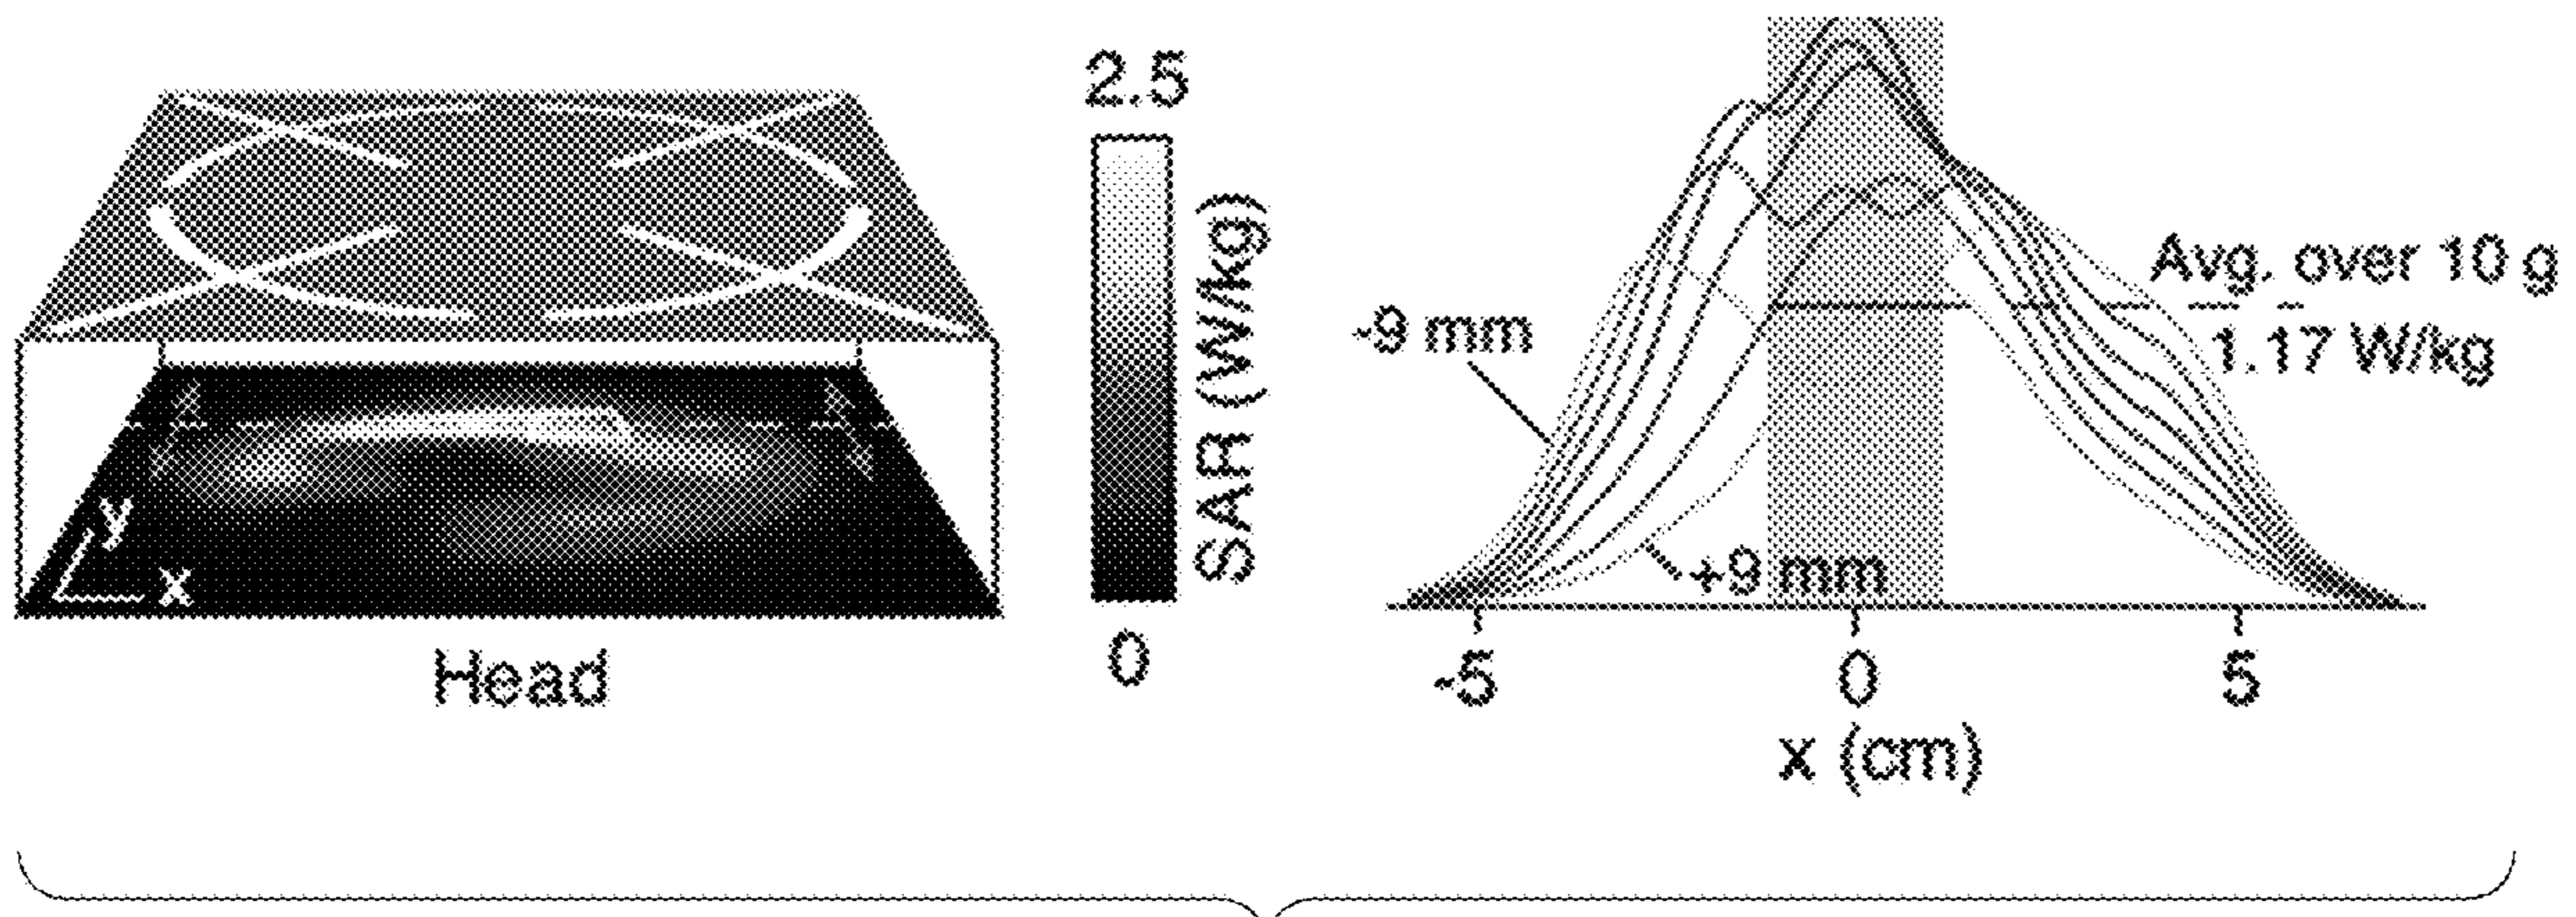 y
x
Head
2.5
SAR (W/kg)
0
-9 mm
+9 mm
Avg. over 10 g
1.17 W/kg
-5
0
5
x (cm)